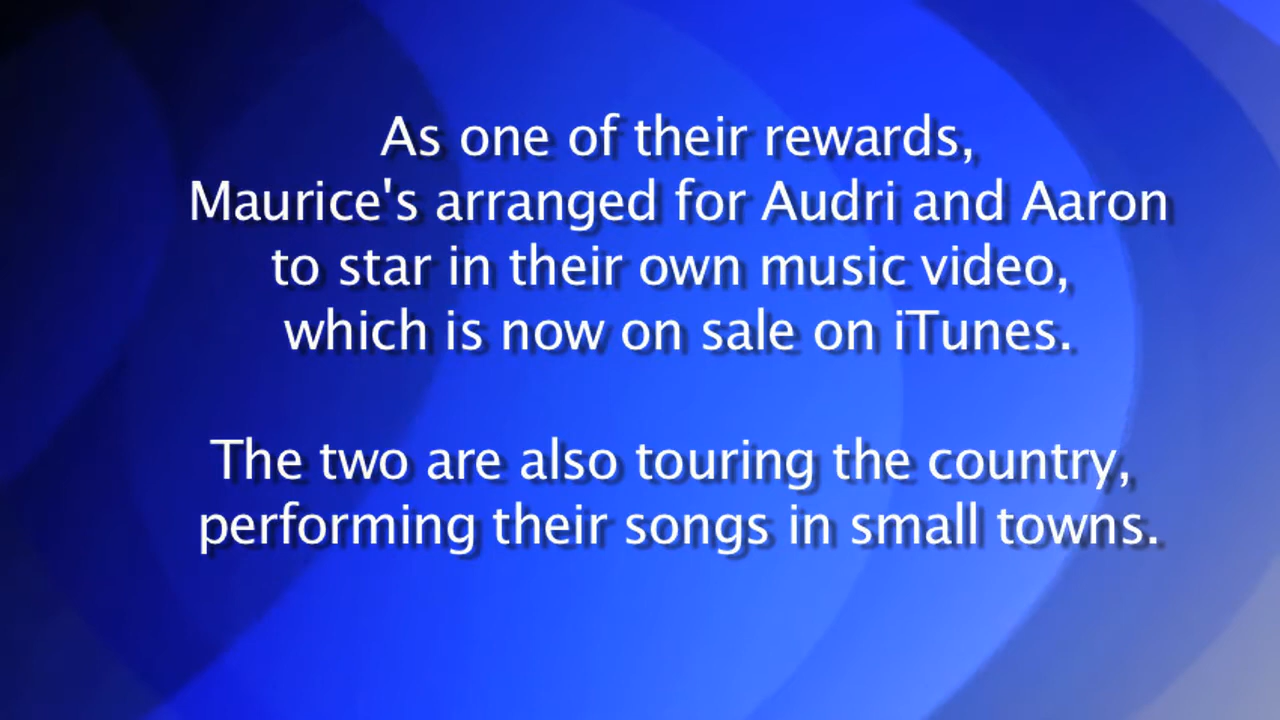 As one of their rewards,
Maurice's arranged for Audri and Aaron
to star in their own music video,
which is now on sale on iTunes.
The two are also touring the country,
performing their songs in small towns.